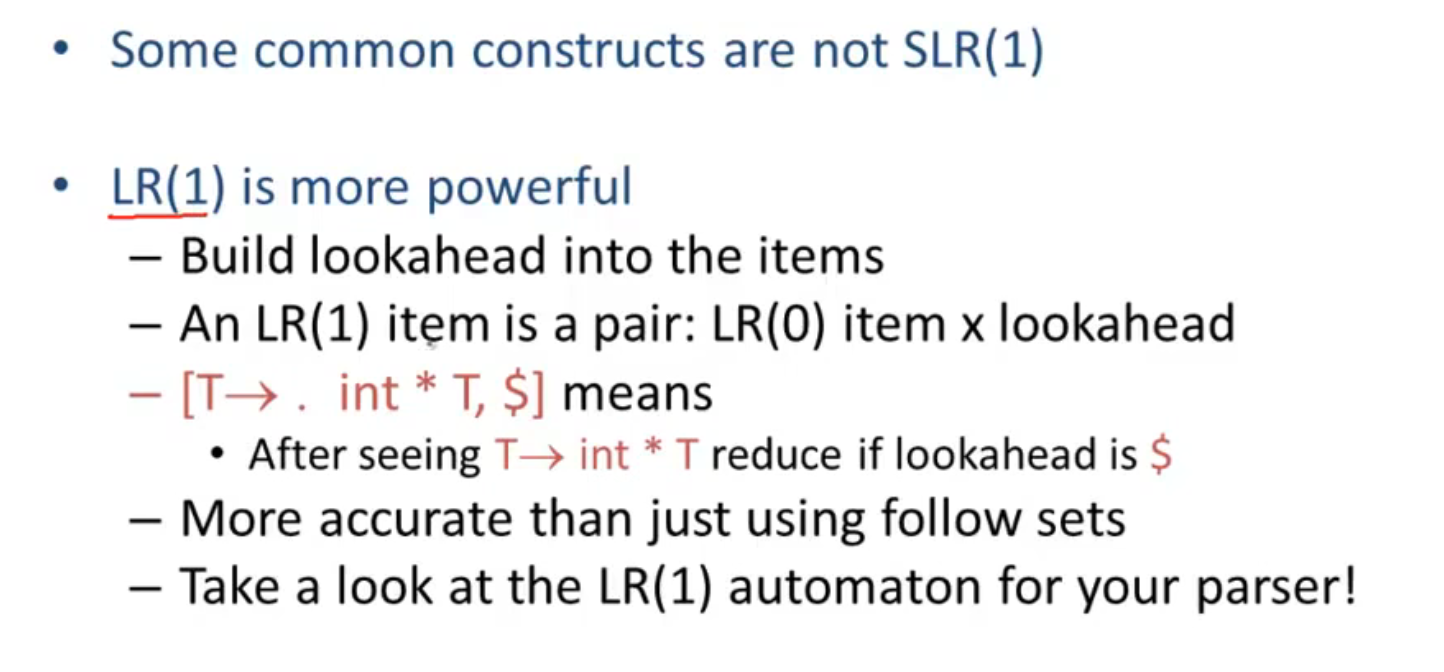 • Some common constructs are not SLR(1)
• LR(1) is more powerful
– Build lookahead into the items
– An LR(1) item is a pair: LR(0) item x lookahead
– [T→ . int * T, $] means
• After seeing T→ int * T reduce if lookahead is $
– More accurate than just using follow sets
– Take a look at the LR(1) automaton for your parser!